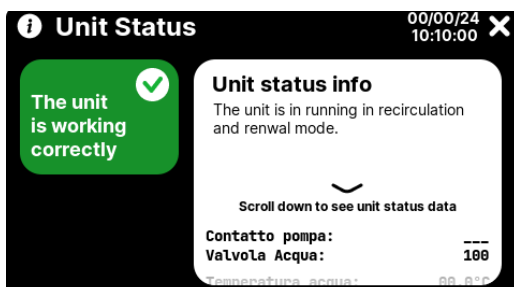 Unit Status
00/00/24
10:10:00
The unit
is working
correctly
Unit status info
The unit is in running in recirculation
and renwal mode.
Scroll down to see unit status data
Contatto pompa: ___
Valvola Acqua: 100
Temperatura acqua: 00.0°C